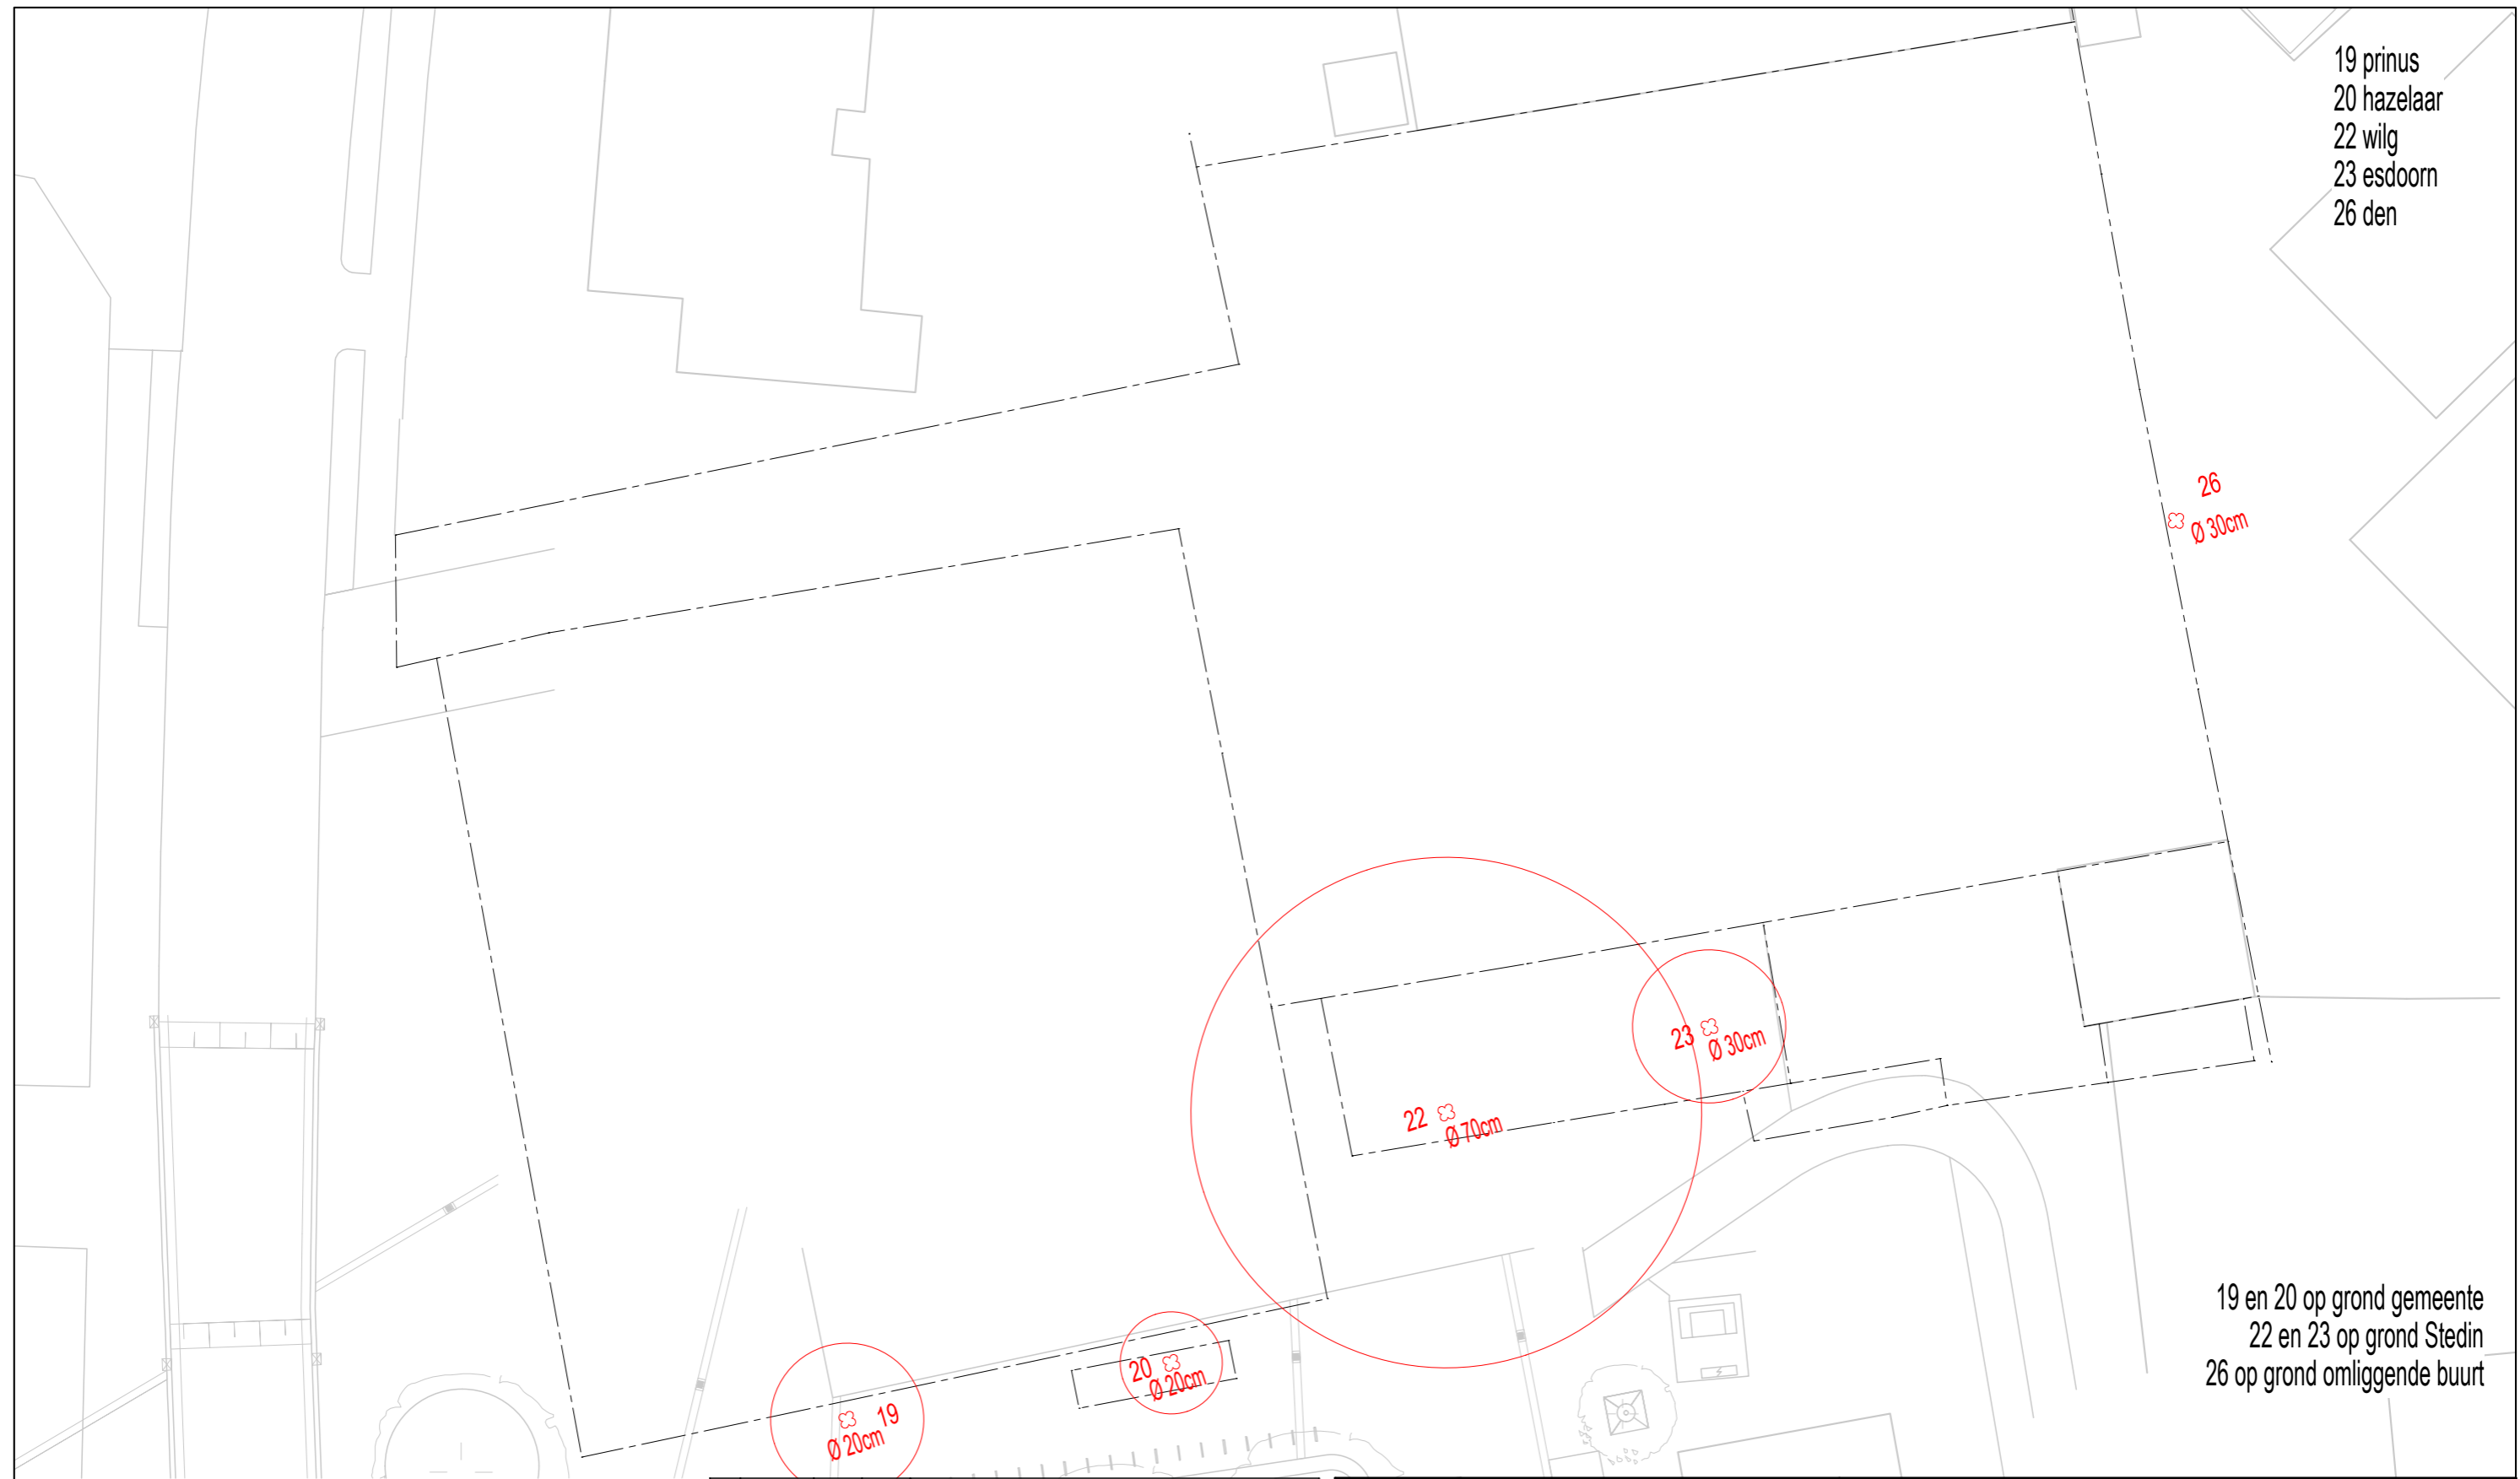 19 prinus
20 hazelaar
22 wilg
23 esdoorn
26 den
26
Ø 30cm
23
Ø 30cm
22
Ø 70cm
20
Ø 20cm
19
Ø 20cm
19 en 20 op grond gemeente
22 en 23 op grond Stedin
26 op grond omliggende buurt